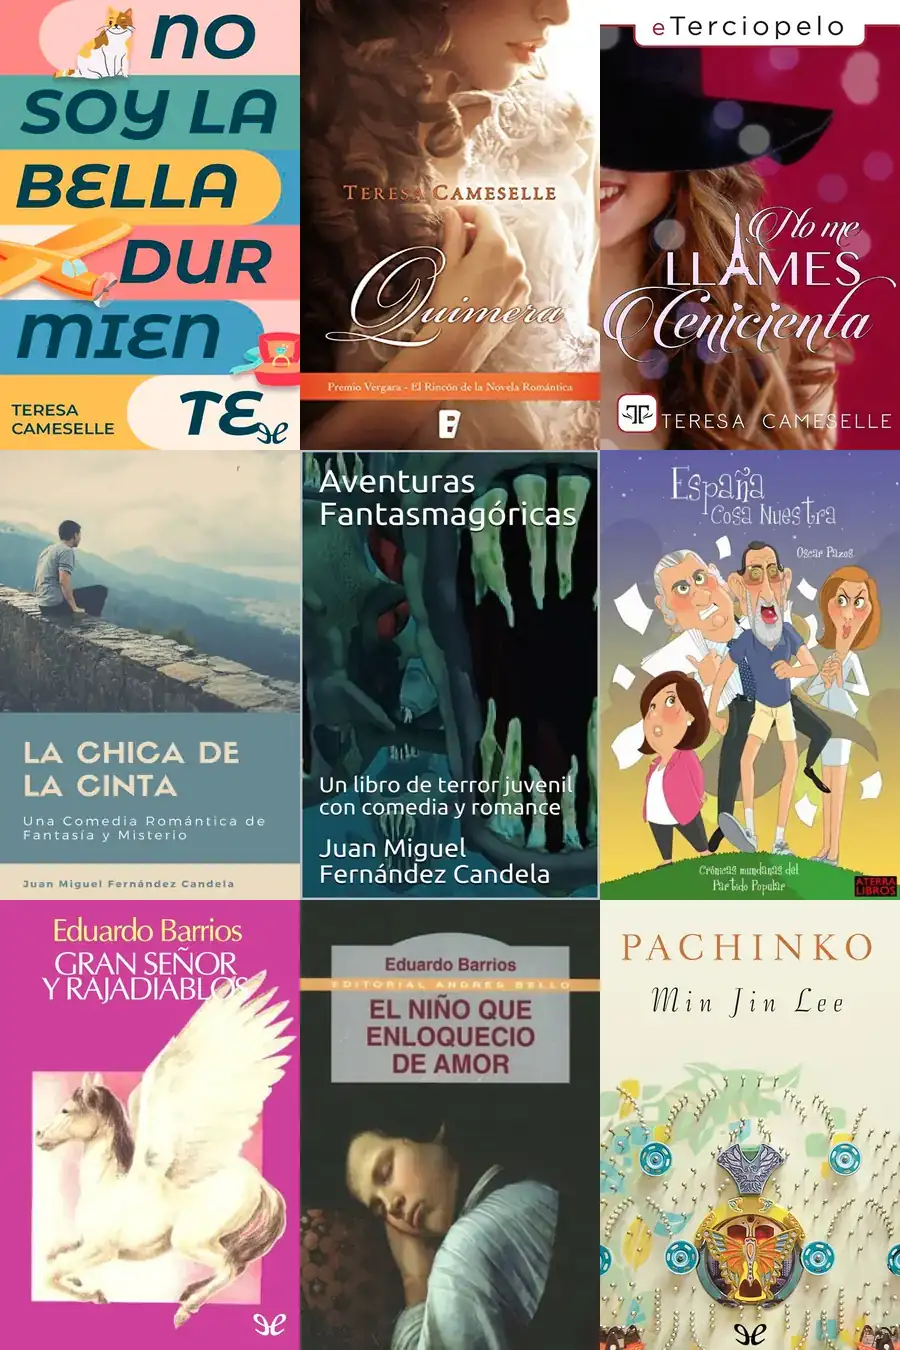 NO
SOY LA
BELLA
DUR
MIEN
TE
TERESA
CAMESELLE
TERESA CAMESELLE
Quimera
Premio Vergara - El Rincón de la Novela Romántica
B
eTerciopelo
No me
LLAMES
Cenicienta
TERESA CAMESELLE
LA CHICA DE
LA CINTA
Una Comedia Romántica de
Fantasía y Misterio
Juan Miguel Fernández Candela
Aventuras
Fantasmagóricas
Un libro de terror juvenil
con comedia y romance
Juan Miguel
Fernández Candela
España
Cosa Nuestra
Oscar Pazos
Crónicas mundanas del
Partido Popular
ATERRA
LIBROS
Eduardo Barrios
GRAN SEÑOR
Y RAJADIABLOS
Eduardo Barrios
EDITORIAL ANDRES BELLO
EL NIÑO QUE
ENLOQUECIO
DE AMOR
PACHINKO
Min Jin Lee